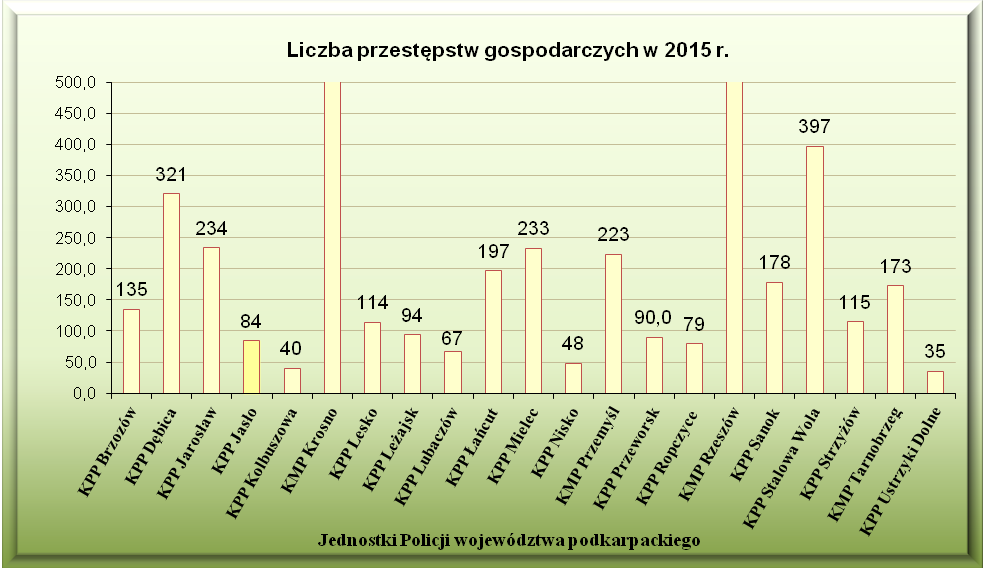 Liczba przestępstw gospodarczych w 2015 r.
500,0
450,0
400,0
350,0
300,0
250,0
200,0
150,0
100,0
50,0
0,0
135
321
234
84
40
114
94
67
197
233
48
223
90,0
79
178
397
115
173
35
KPP Brzozów
KPP Dębica
KPP Jarosław
KPP Jasło
KPP Kolbuszowa
KMP Krosno
KPP Lesko
KPP Leżajsk
KPP Lubaczów
KPP Łańcut
KPP Mielec
KPP Nisko
KMP Przemyśl
KPP Przeworsk
KPP Ropczyce
KMP Rzeszów
KPP Sanok
KPP Stalowa Wola
KPP Strzyżów
KMP Tarnobrzeg
KPP Ustrzyki Dolne
Jednostki Policji województwa podkarpackiego